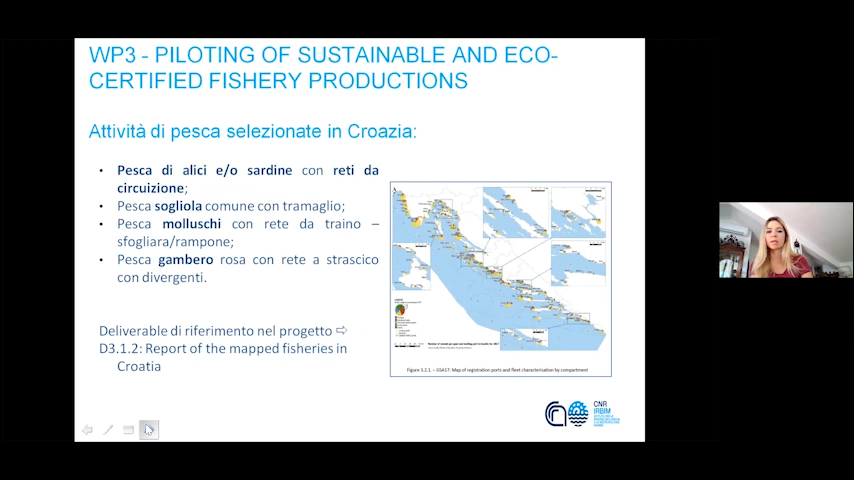 WP3 - PILOTING OF SUSTAINABLE AND ECO-
CERTIFIED FISHERY PRODUCTIONS
Attività di pesca selezionate in Croazia:
• Pesca di alici e/o sardine con reti da
circuizione;
• Pesca sogliola comune con tramaglio;
• Pesca molluschi con rete da traino –
sfogliara/rampone;
• Pesca gambero rosa con rete a strascico
con divergenti.
Deliverable di riferimento nel progetto ⇨
D3.1.2: Report of the mapped fisheries in
Croatia
Figure 3.2.1. – GSA17: Map of registration ports and fleet characterisation by compartment
CNR
IRBIM